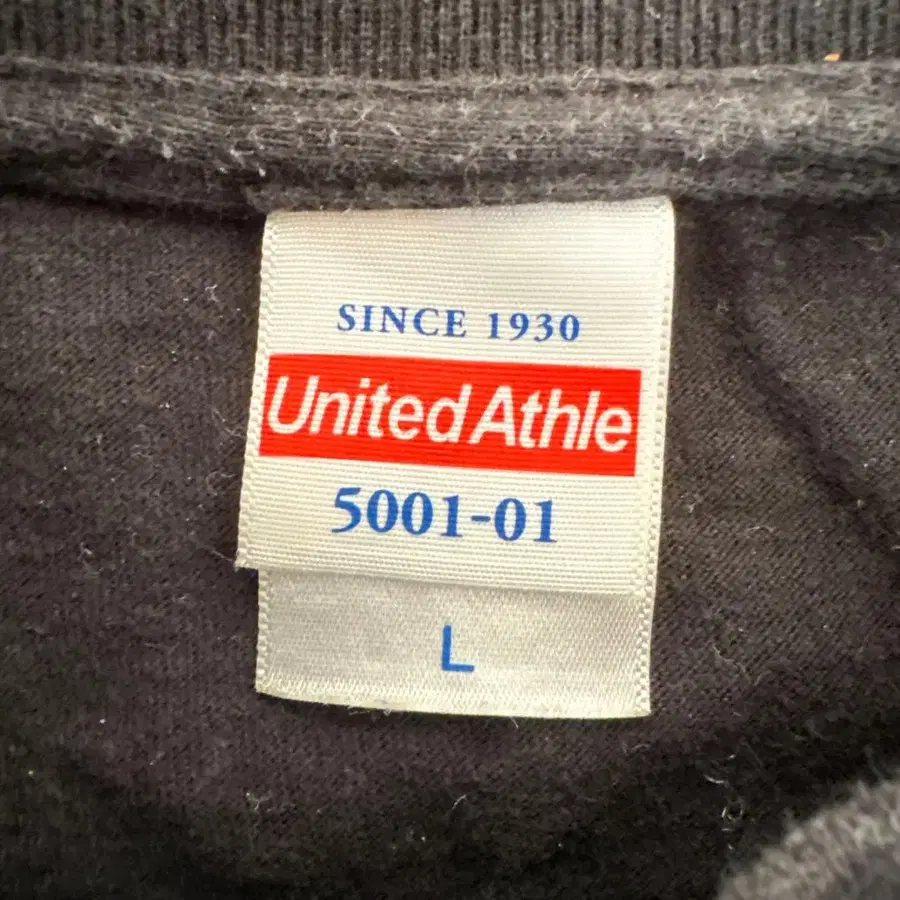 SINCE 1930
United Athle
5001-01
L